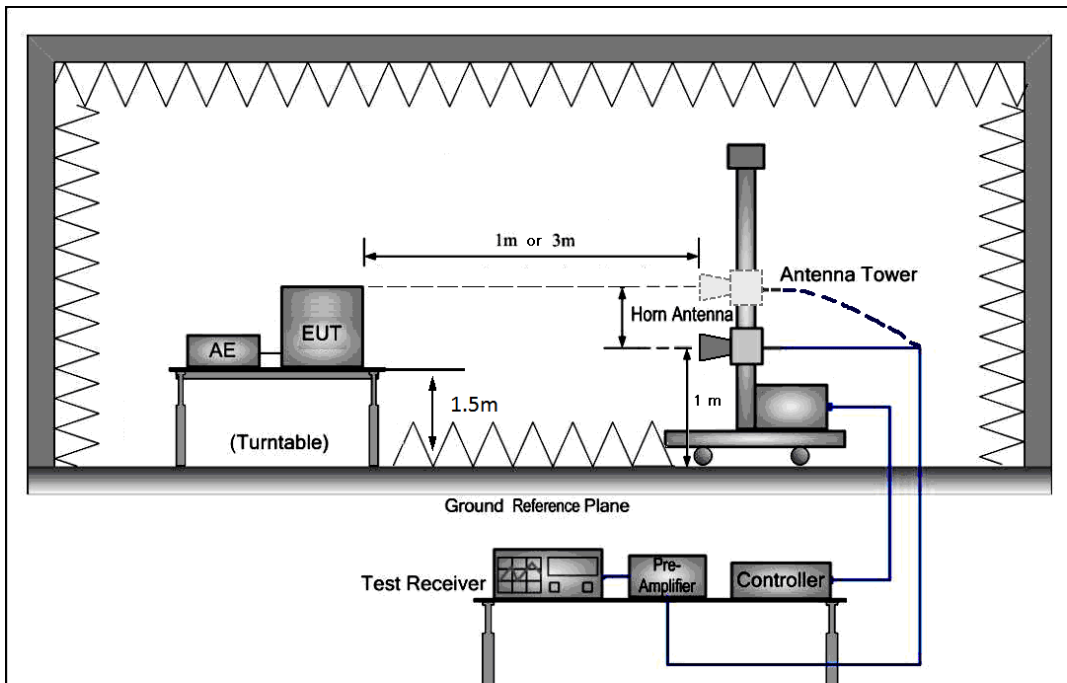 1m or 3m
Antenna Tower
Horn Antenna
EUT
AE
1.5m
1 m
(Turntable)
Ground Reference Plane
Test Receiver
Pre-
Amplifier
Controller